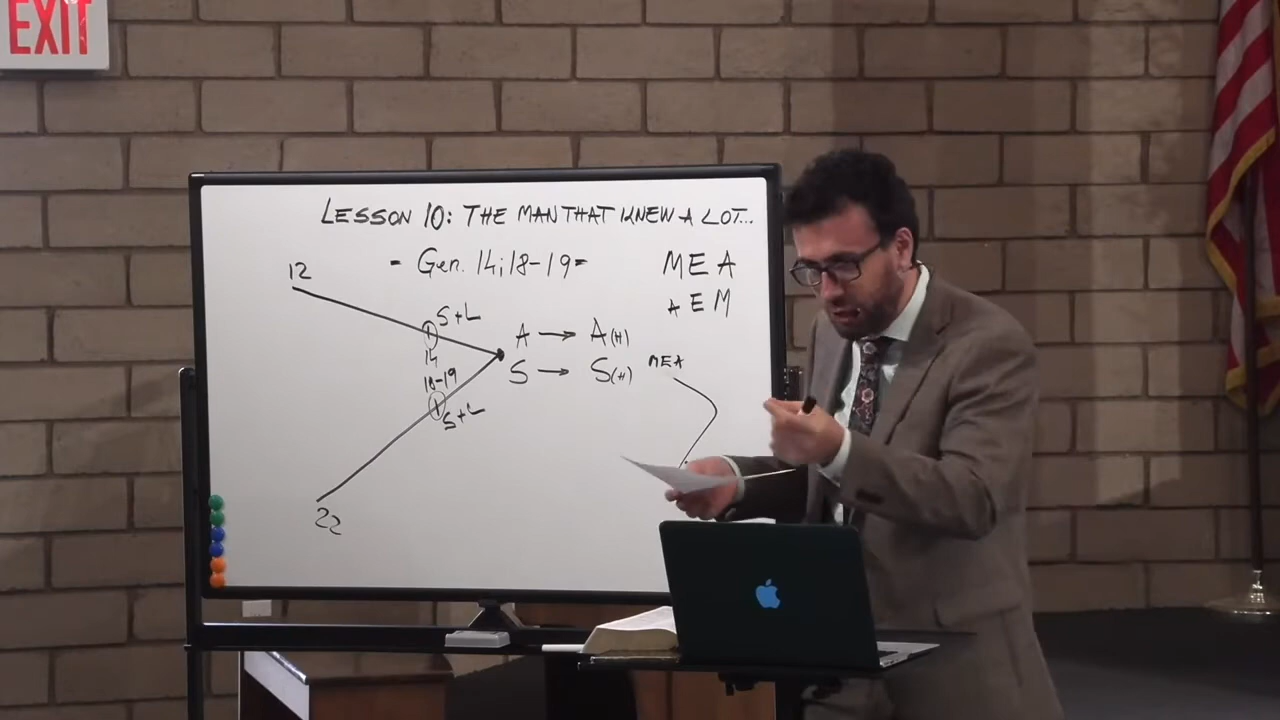 EXIT
LESSON 10: THE MAN THAT KNEW A LOT...
- Gen. 14; 18-19 -
MEA
AEM
12
S+L
14
A → A(H)
18-19
S → S(H)
MEA
S+L
22